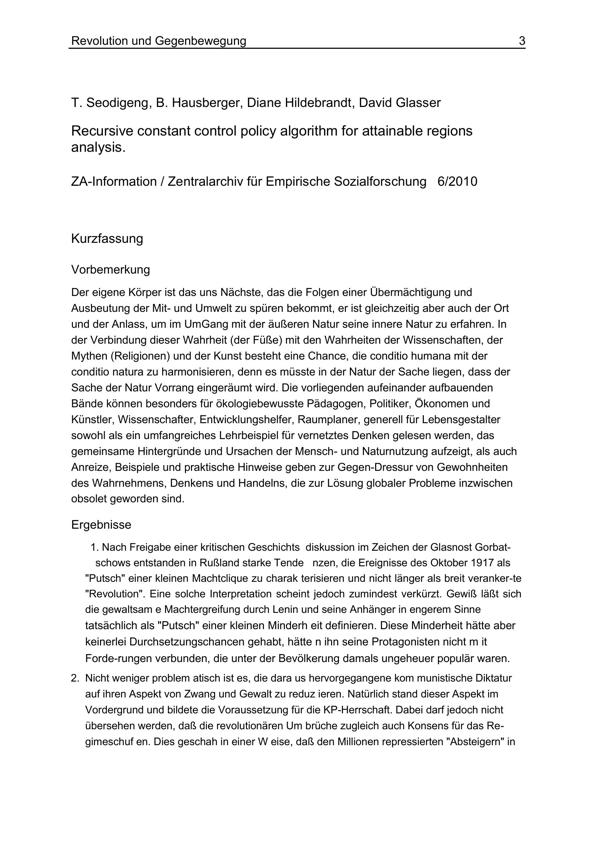 Revolution und Gegenbewegung 3
T. Seodigeng, B. Hausberger, Diane Hildebrandt, David Glasser
Recursive constant control policy algorithm for attainable regions
analysis.
ZA-Information / Zentralarchiv für Empirische Sozialforschung 6/2010
Kurzfassung
Vorbemerkung
Der eigene Körper ist das uns Nächste, das die Folgen einer Übermächtigung und
Ausbeutung der Mit- und Umwelt zu spüren bekommt, er ist gleichzeitig aber auch der Ort
und der Anlass, um im UmGang mit der äußeren Natur seine innere Natur zu erfahren. In
der Verbindung dieser Wahrheit (der Füße) mit den Wahrheiten der Wissenschaften, der
Mythen (Religionen) und der Kunst besteht eine Chance, die conditio humana mit der
conditio natura zu harmonisieren, denn es müsste in der Natur der Sache liegen, dass der
Sache der Natur Vorrang eingeräumt wird. Die vorliegenden aufeinander aufbauenden
Bände können besonders für ökologiebewusste Pädagogen, Politiker, Ökonomen und
Künstler, Wissenschafter, Entwicklungshelfer, Raumplaner, generell für Lebensgestalter
sowohl als ein umfangreiches Lehrbeispiel für vernetztes Denken gelesen werden, das
gemeinsame Hintergründe und Ursachen der Mensch- und Naturnutzung aufzeigt, als auch
Anreize, Beispiele und praktische Hinweise geben zur Gegen-Dressur von Gewohnheiten
des Wahrnehmens, Denkens und Handelns, die zur Lösung globaler Probleme inzwischen
obsolet geworden sind.
Ergebnisse
1. Nach Freigabe einer kritischen Geschichts diskussion im Zeichen der Glasnost Gorbat-
schows entstanden in Rußland starke Tende nzen, die Ereignisse des Oktober 1917 als
"Putsch" einer kleinen Machtclique zu charak terisieren und nicht länger als breit veranker-te
"Revolution". Eine solche Interpretation scheint jedoch zumindest verkürzt. Gewiß läßt sich
die gewaltsam e Machtergreifung durch Lenin und seine Anhänger in engerem Sinne
tatsächlich als "Putsch" einer kleinen Minderh eit definieren. Diese Minderheit hätte aber
keinerlei Durchsetzungschancen gehabt, hätte n ihn seine Protagonisten nicht m it
Forde-rungen verbunden, die unter der Bevölkerung damals ungeheuer populär waren.
2. Nicht weniger problem atisch ist es, die dara us hervorgegangene kom munistische Diktatur
auf ihren Aspekt von Zwang und Gewalt zu reduz ieren. Natürlich stand dieser Aspekt im
Vordergrund und bildete die Voraussetzung für die KP-Herrschaft. Dabei darf jedoch nicht
übersehen werden, daß die revolutionären Um brüche zugleich auch Konsens für das Re-
gimeschuf en. Dies geschah in einer W eise, daß den Millionen repressierten "Absteigern" in